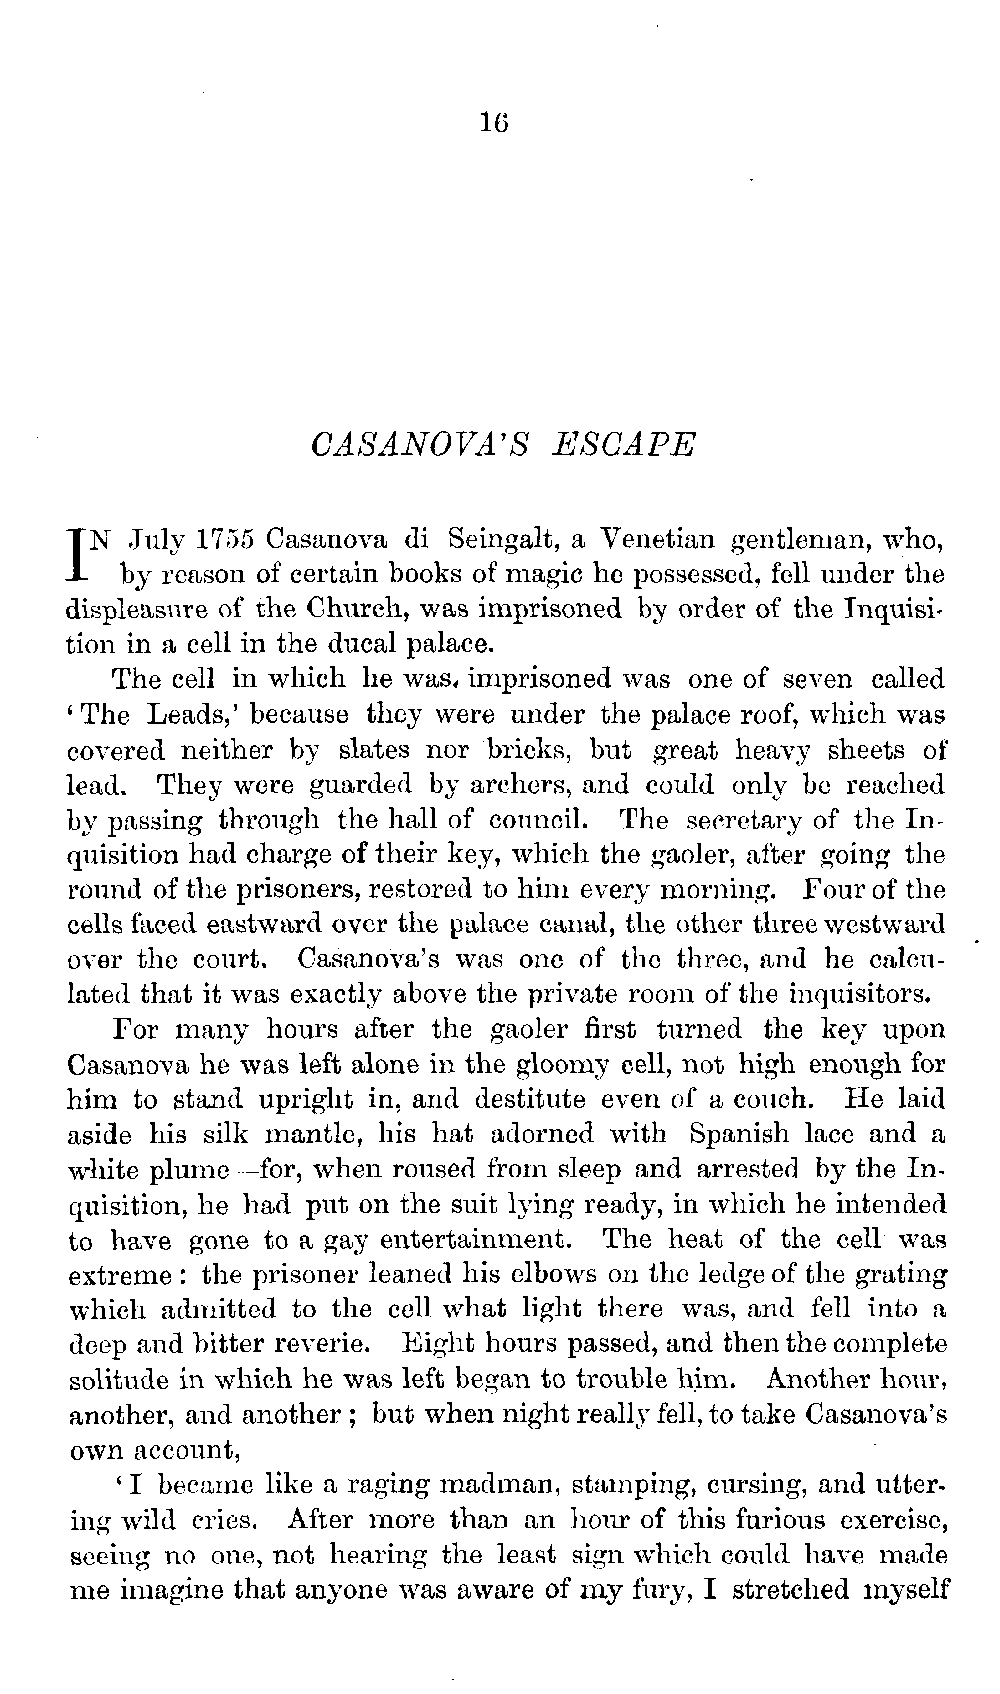 16
CASANOVA'S ESCAPE
IN July 1755 Casanova di Seingalt, a Venetian gentleman, who,
by reason of certain books of magic he possessed, fell under the
displeasure of the Church, was imprisoned by order of the Inquisi-
tion in a cell in the ducal palace.
The cell in which he was imprisoned was one of seven called
‘The Leads,’ because they were under the palace roof, which was
covered neither by slates nor bricks, but great heavy sheets of
lead. They were guarded by archers, and could only be reached
by passing through the hall of council. The secretary of the In-
quisition had charge of their key, which the gaoler, after going the
round of the prisoners, restored to him every morning. Four of the
cells faced eastward over the palace canal, the other three westward
over the court. Casanova's was one of the three, and he calcu-
lated that it was exactly above the private room of the inquisitors.
For many hours after the gaoler first turned the key upon
Casanova he was left alone in the gloomy cell, not high enough for
him to stand upright in, and destitute even of a couch. He laid
aside his silk mantle, his hat adorned with Spanish lace and a
white plume—for, when roused from sleep and arrested by the In-
quisition, he had put on the suit lying ready, in which he intended
to have gone to a gay entertainment. The heat of the cell was
extreme: the prisoner leaned his elbows on the ledge of the grating
which admitted to the cell what light there was, and fell into a
deep and bitter reverie. Eight hours passed, and then the complete
solitude in which he was left began to trouble him. Another hour,
another, and another; but when night really fell, to take Casanova's
own account,
‘I became like a raging madman, stamping, cursing, and utter-
ing wild cries. After more than an hour of this furious exercise,
seeing no one, not hearing the least sign which could have made
me imagine that anyone was aware of my fury, I stretched myself